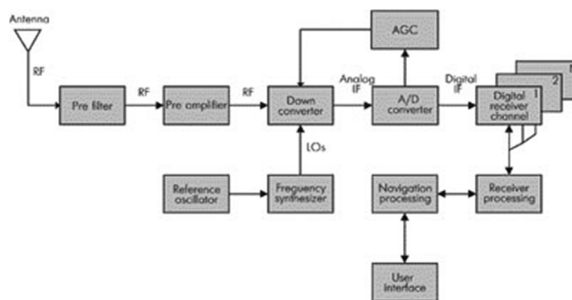 Antenna
AGC
RF
Analog
IF
Digital
IF
N
2
1
RF
RF
Pre filter
Pre amplifier
Down
converter
A/D
converter
Digital
receiver
channel
LOs
Reference
oscillator
Frequency
synthesizer
Navigation
processing
Receiver
processing
User
interface